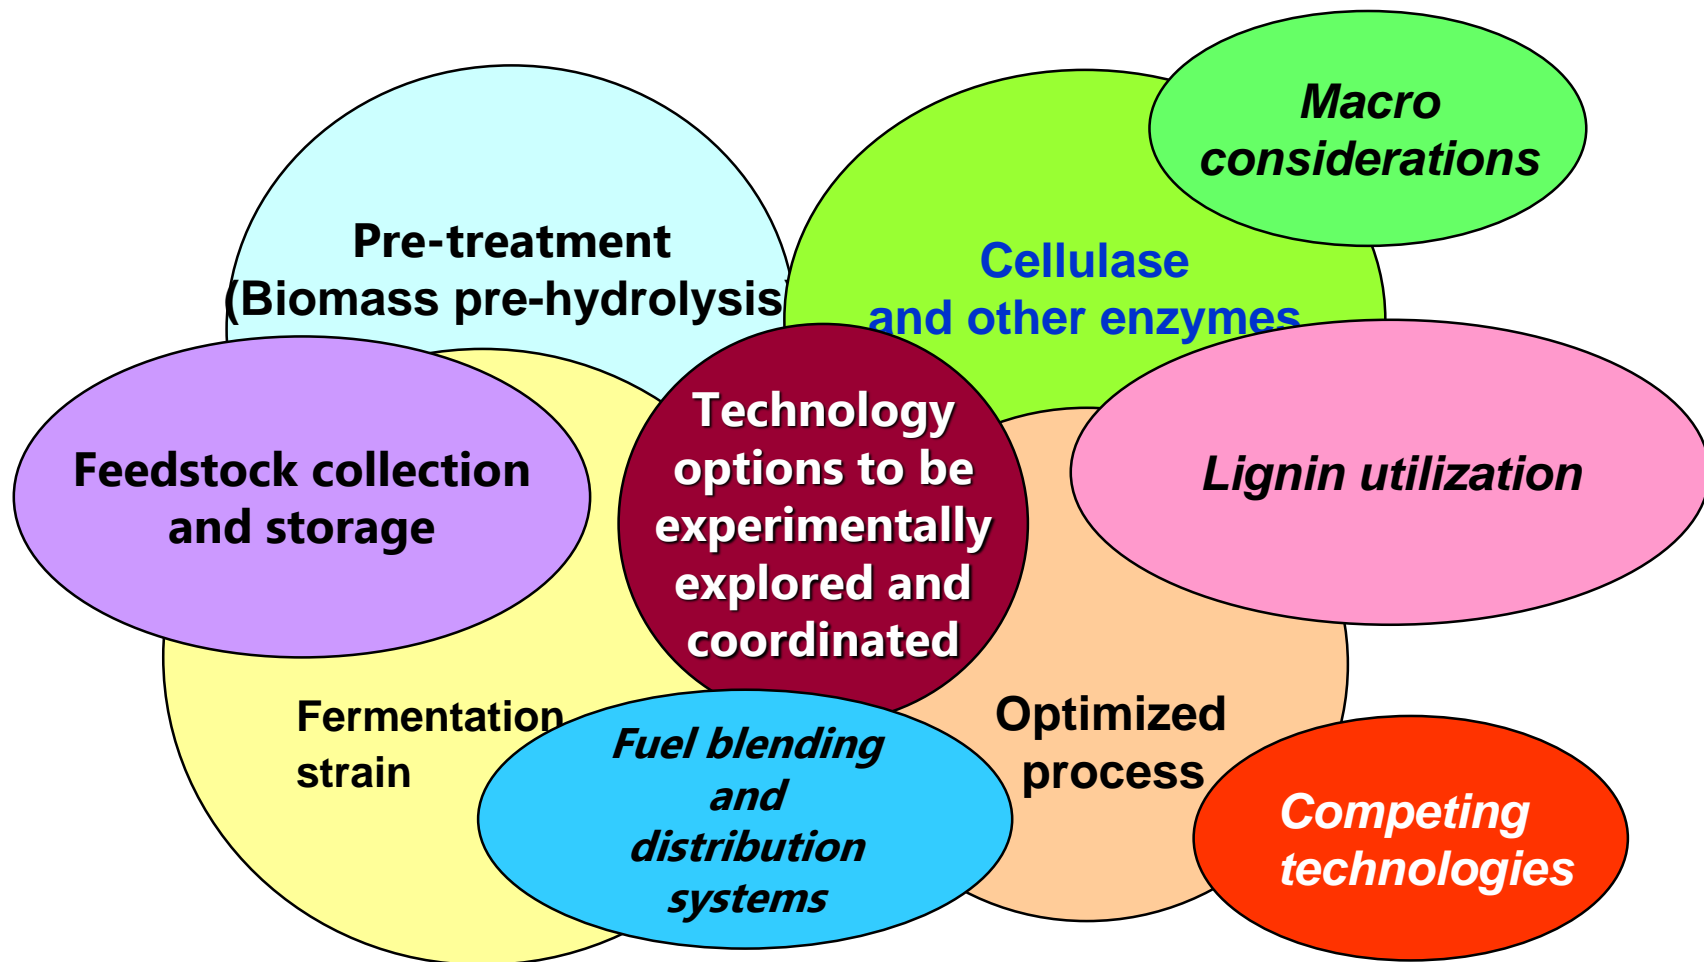 Macro
considerations
Pre-treatment
(Biomass pre-hydrolysis)
Cellulase
and other enzymes
Technology
options to be
experimentally
explored and
coordinated
Feedstock collection
and storage
Lignin utilization
Fermentation
strain
Fuel blending
and
distribution
systems
Optimized
process
Competing
technologies